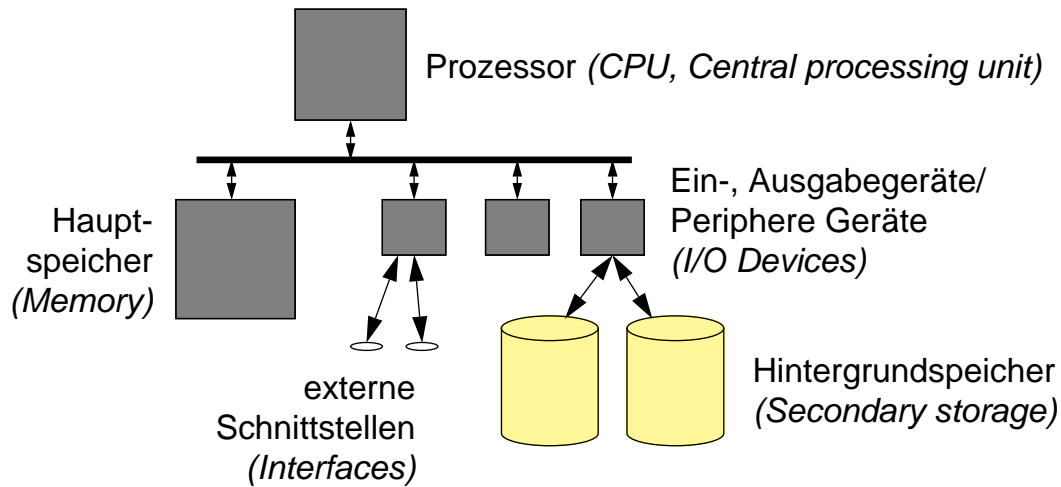 Prozessor (CPU, Central processing unit)
Haupt-
speicher
(Memory)
Ein-, Ausgabegeräte/
Periphere Geräte
(I/O Devices)
externe
Schnittstellen
(Interfaces)
Hintergrundspeicher
(Secondary storage)